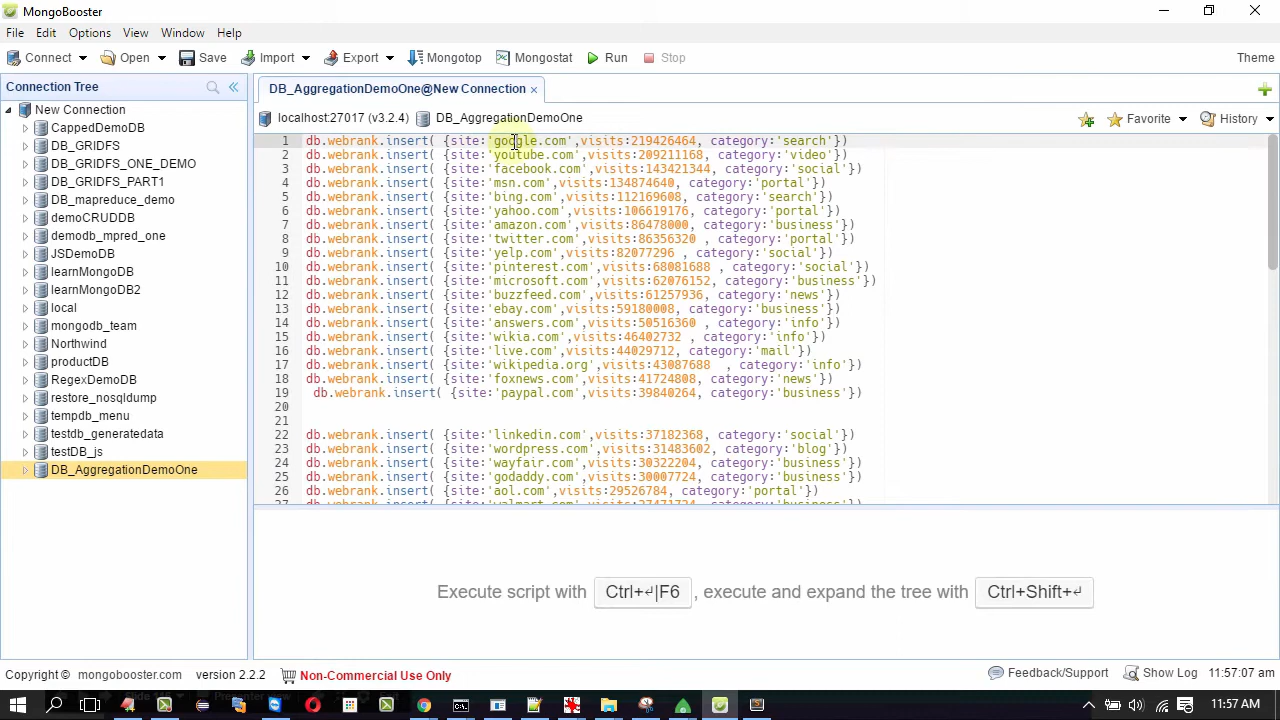 MongoBooster
File Edit Options View Window Help
Connect Open Save Import Export Mongotop Mongostat Run Stop Theme
Connection Tree
DB_AggregationDemoOne@New Connection
New Connection
CappedDemoDB
DB_GRIDFS
DB_GRIDFS_ONE_DEMO
DB_GRIDFS_PART1
DB_mapreduce_demo
demoCRUDDB
demodb_mpred_one
JSDemoDB
learnMongoDB
learnMongoDB2
local
mongodb_team
Northwind
productDB
RegexDemoDB
restore_nosqldump
tempdb_menu
testdb_generatedata
testDB_js
DB_AggregationDemoOne
localhost:27017 (v3.2.4) DB_AggregationDemoOne Favorite History
1 db.webrank.insert( {site:'google.com',visits:219426464, category:'search'})
2 db.webrank.insert( {site:'youtube.com',visits:209211168, category:'video'})
3 db.webrank.insert( {site:'facebook.com',visits:143421344, category:'social'})
4 db.webrank.insert( {site:'msn.com',visits:134874640, category:'portal'})
5 db.webrank.insert( {site:'bing.com',visits:112169608, category:'search'})
6 db.webrank.insert( {site:'yahoo.com',visits:106619176, category:'portal'})
7 db.webrank.insert( {site:'amazon.com',visits:86478000, category:'business'})
8 db.webrank.insert( {site:'twitter.com',visits:86356320 , category:'portal'})
9 db.webrank.insert( {site:'yelp.com',visits:82077296 , category:'social'})
10 db.webrank.insert( {site:'pinterest.com',visits:68081688 , category:'social'})
11 db.webrank.insert( {site:'microsoft.com',visits:62076152, category:'business'})
12 db.webrank.insert( {site:'buzzfeed.com',visits:61257936, category:'news'})
13 db.webrank.insert( {site:'ebay.com',visits:59180008, category:'business'})
14 db.webrank.insert( {site:'answers.com',visits:50516360 , category:'info'})
15 db.webrank.insert( {site:'wikia.com',visits:46402732 , category:'info'})
16 db.webrank.insert( {site:'live.com',visits:44029712, category:'mail'})
17 db.webrank.insert( {site:'wikipedia.org',visits:43087688  , category:'info'})
18 db.webrank.insert( {site:'foxnews.com',visits:41724808, category:'news'})
19 db.webrank.insert( {site:'paypal.com',visits:39840264, category:'business'})
20
21
22 db.webrank.insert( {site:'linkedin.com',visits:37182368, category:'social'})
23 db.webrank.insert( {site:'wordpress.com',visits:31483602, category:'blog'})
24 db.webrank.insert( {site:'wayfair.com',visits:30322204, category:'business'})
25 db.webrank.insert( {site:'godaddy.com',visits:30007724, category:'business'})
26 db.webrank.insert( {site:'aol.com',visits:29526784, category:'portal'})
Execute script with Ctrl+↵|F6 , execute and expand the tree with Ctrl+Shift+↵
Copyright © mongobooster.com version 2.2.2 Non-Commercial Use Only Feedback/Support Show Log 11:57:07 am
11:57 AM